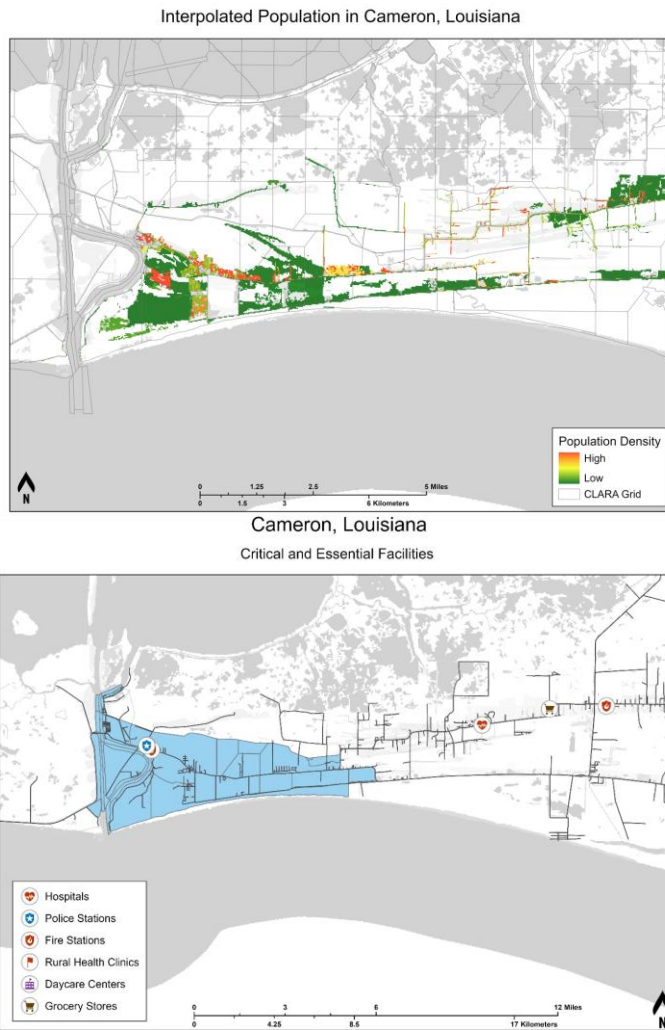 Interpolated Population in Cameron, Louisiana
Population Density
High
Low
CLARA Grid
N
0 1.25 2.5 5 Miles
0 1.5 3 6 Kilometers
Cameron, Louisiana
Critical and Essential Facilities
Hospitals
Police Stations
Fire Stations
Rural Health Clinics
Daycare Centers
Grocery Stores
0 3 6 12 Miles
0 4.25 8.5 17 Kilometers
N